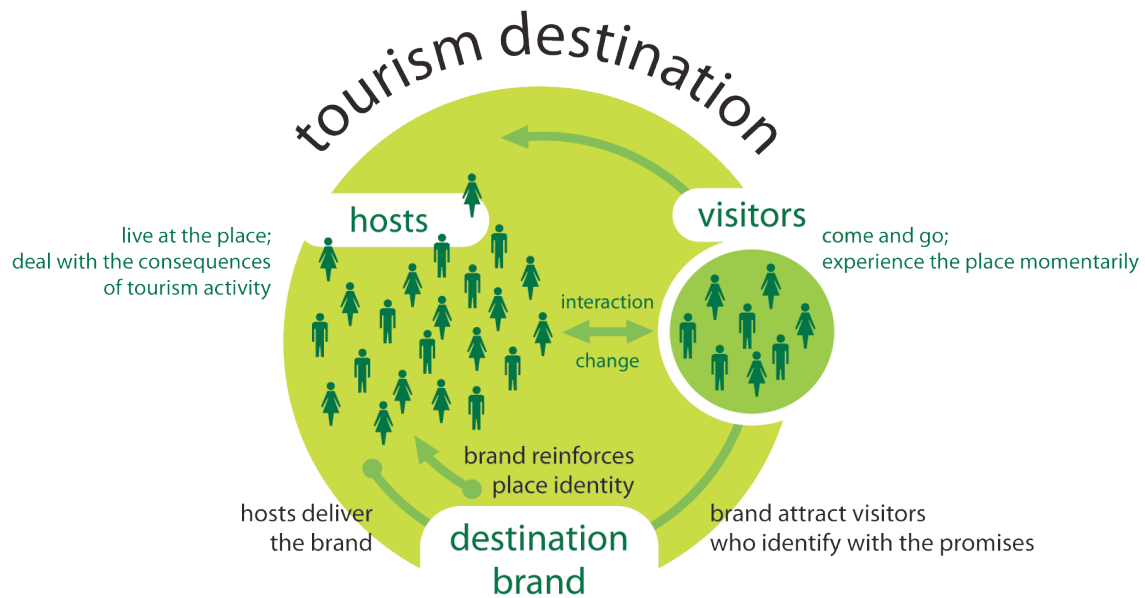 tourism destination
hosts
visitors
live at the place;
deal with the consequences
of tourism activity
come and go;
experience the place momentarily
interaction
change
brand reinforces
place identity
hosts deliver
the brand
destination
brand
brand attract visitors
who identify with the promises